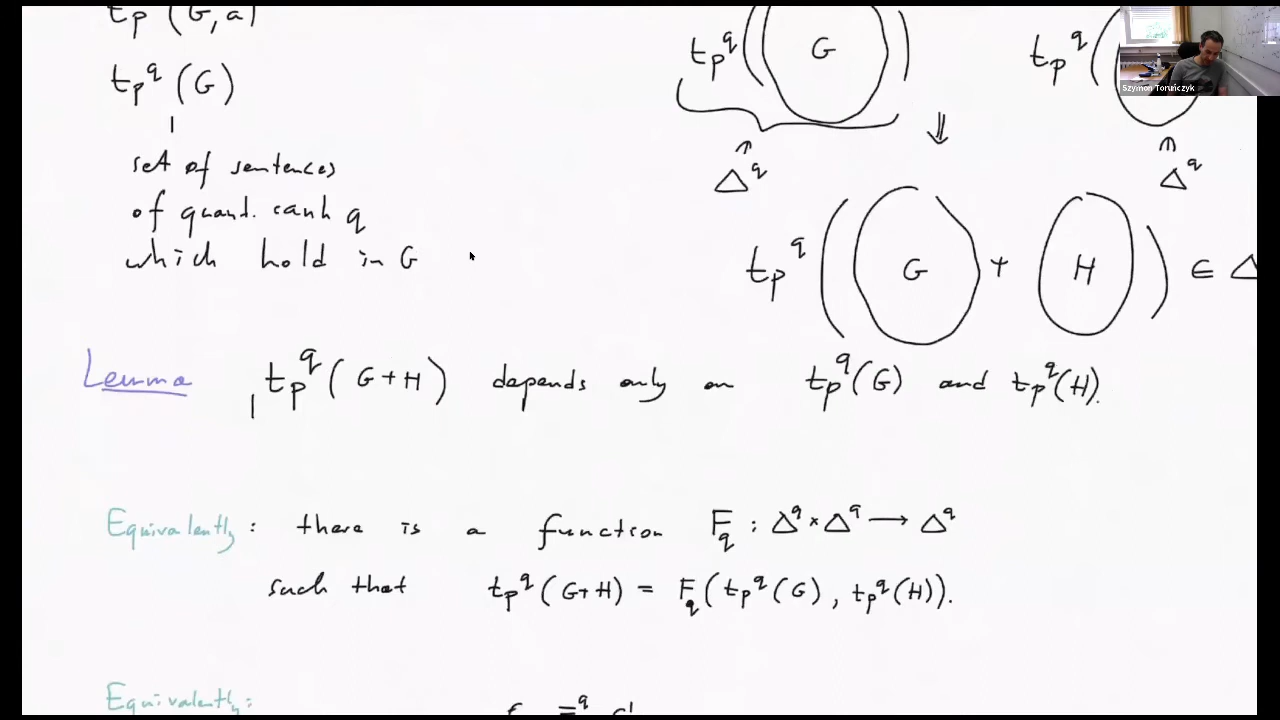 tp (G, a)
tp^q (G)
set of sentences
of quant. rank q
which hold in G
tp^q ( G )
tp^q (
Δ^q
Δ^q
tp^q ( G + H ) ∈ Δ
Lemma tp^q (G+H) depends only on tp^q(G) and tp^q(H).
Equivalently: there is a function F_q : Δ^q × Δ^q → Δ^q
such that tp^q (G+H) = F_q (tp^q(G), tp^q(H)).
Equivalently:
≡^q G'
Szymon Toruńczyk